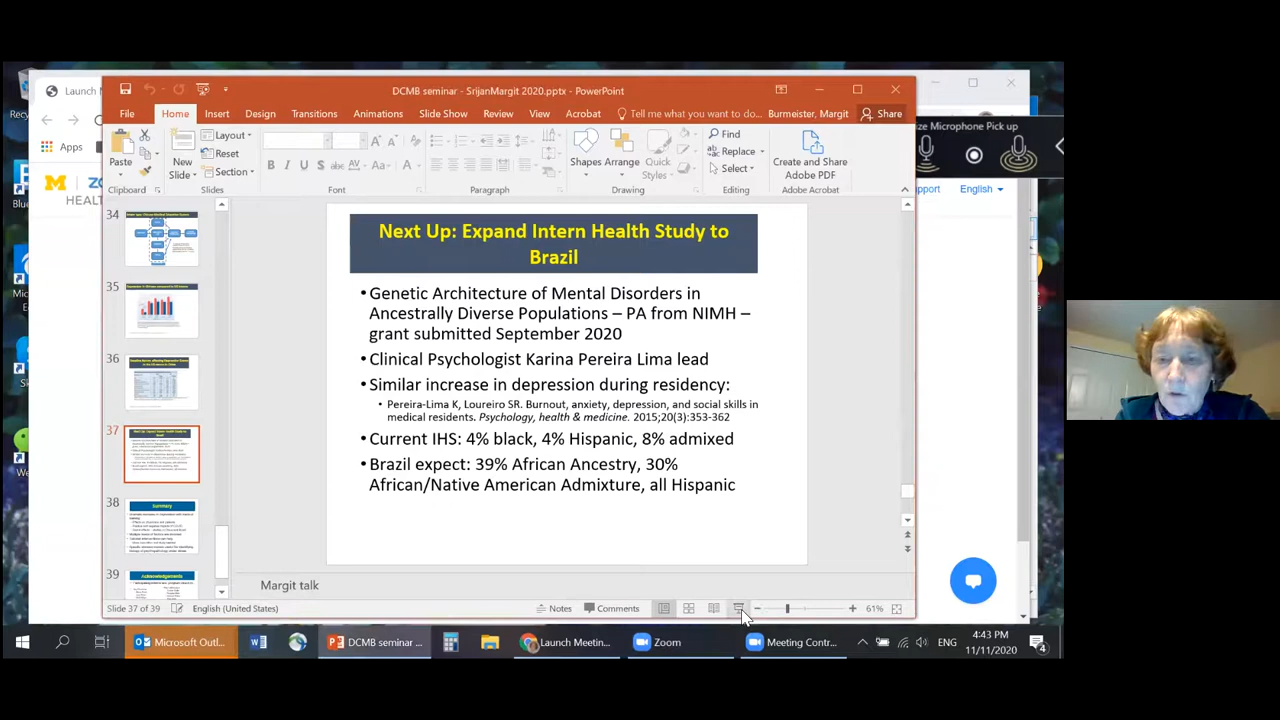 Launch M
DCMB seminar - SrijanMargit 2020.pptx - PowerPoint
File Home Insert Design Transitions Animations Slide Show Review View Acrobat Tell me what you want to do... Burmeister, Margit Share
Microphone Pick up
Apps
Paste
New
Slide
Layout
Reset
Section
Shapes Arrange Quick
Styles
Find
Replace
Select
Create and Share
Adobe PDF
Clipboard Slides Font Paragraph Drawing Editing Adobe Acrobat
HEALTH
English
34
35
36
37
38
Summary
39
Acknowledgements
Next Up: Expand Intern Health Study to
Brazil
•Genetic Architecture of Mental Disorders in
Ancestrally Diverse Populations – PA from NIMH –
grant submitted September 2020
•Clinical Psychologist Karina Pereira Lima lead
•Similar increase in depression during residency:
• Pereira-Lima K, Loureiro SR. Burnout, anxiety, depression, and social skills in
medical residents. Psychology, health & medicine. 2015;20(3):353-362
•Current IHS: 4% black, 4% hispanic, 8% admixed
•Brazil expect: 39% African Ancestry, 30%
African/Native American Admixture, all Hispanic
Margit talk
Slide 37 of 39 English (United States) Notes Comments 61%
Microsoft Outl... DCMB seminar ... Launch Meetin... Zoom Meeting Contr... ENG 4:43 PM
11/11/2020
4